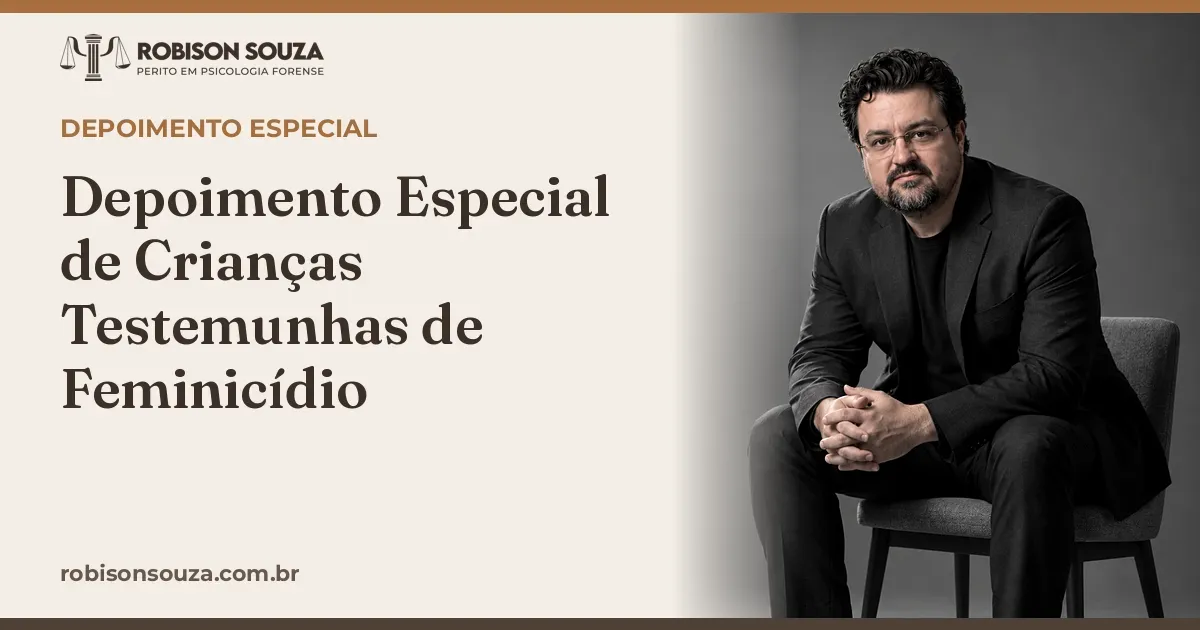 ROBISON SOUZA
PERITO EM PSICOLOGIA FORENSE
DEPOIMENTO ESPECIAL
Depoimento Especial
de Crianças
Testemunhas de
Feminicídio
robisonsouza.com.br